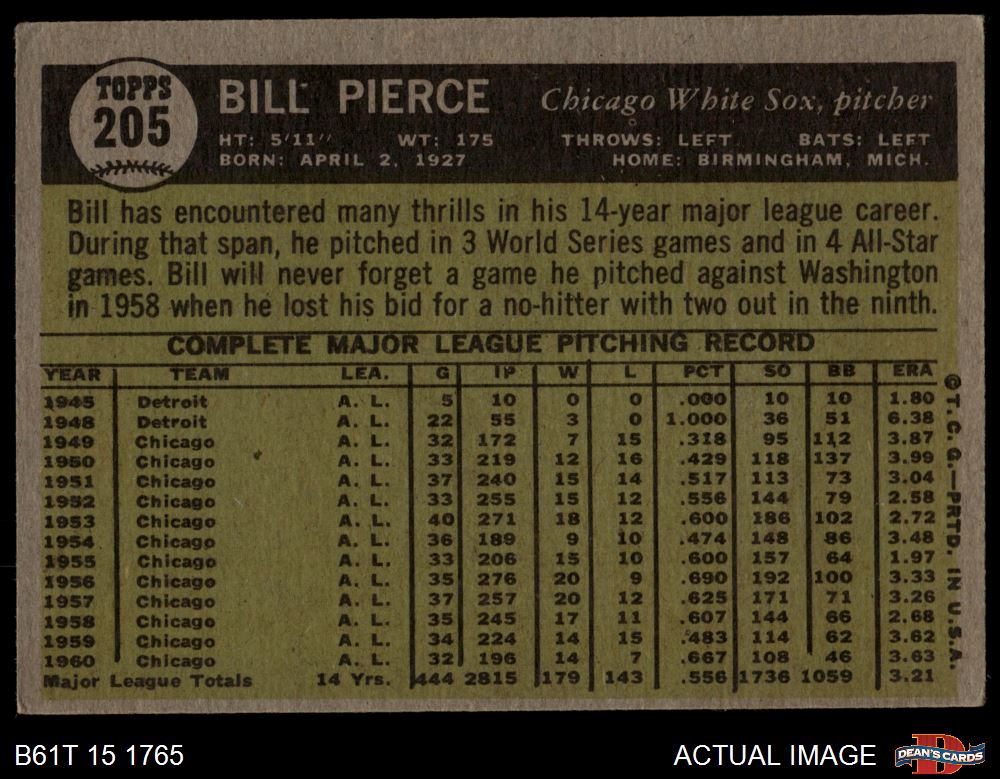 TOPPS
205
BILL PIERCE
Chicago White Sox, pitcher
HT: 5'11'' WT: 175 THROWS: LEFT BATS: LEFT
BORN: APRIL 2, 1927 HOME: BIRMINGHAM, MICH.
Bill has encountered many thrills in his 14-year major league career.
During that span, he pitched in 3 World Series games and in 4 All-Star
games. Bill will never forget a game he pitched against Washington
in 1958 when he lost his bid for a no-hitter with two out in the ninth.
COMPLETE MAJOR LEAGUE PITCHING RECORD
YEAR TEAM LEA. G IP W L PCT SO BB ERA
1945 Detroit A. L. 5 10 0 0 .000 10 10 1.80
1948 Detroit A. L. 22 55 3 0 1.000 36 51 6.38
1949 Chicago A. L. 32 172 7 15 .318 95 112 3.87
1950 Chicago A. L. 33 219 12 16 .429 118 137 3.99
1951 Chicago A. L. 37 240 15 14 .517 113 73 3.04
1952 Chicago A. L. 33 255 15 12 .556 144 79 2.58
1953 Chicago A. L. 40 271 18 12 .600 186 102 2.72
1954 Chicago A. L. 36 189 9 10 .474 148 86 3.48
1955 Chicago A. L. 33 206 15 10 .600 157 64 1.97
1956 Chicago A. L. 35 276 20 9 .690 192 100 3.33
1957 Chicago A. L. 37 257 20 12 .625 171 71 3.26
1958 Chicago A. L. 35 245 17 11 .607 144 66 2.68
1959 Chicago A. L. 34 224 14 15 .483 114 62 3.62
1960 Chicago A. L. 32 196 14 7 .667 108 46 3.63
Major League Totals 14 Yrs. 444 2815 179 143 .556 1736 1059 3.21
©T.C.G.—PRTD. IN U.S.A.
B61T 15 1765
ACTUAL IMAGE
D
DEAN'S CARDS